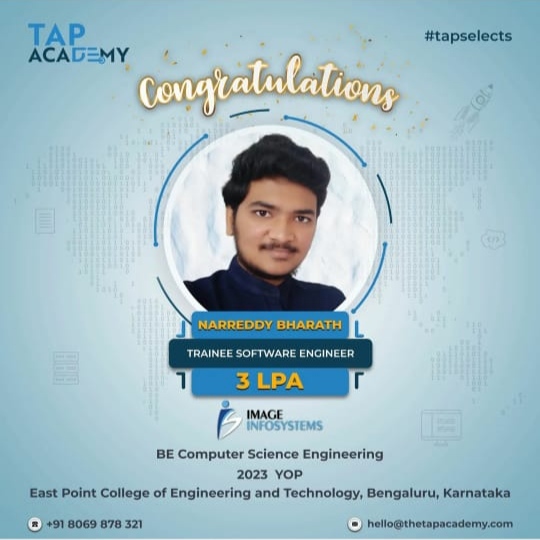 TAP
ACADEMY
#tapselects
Congratulations
NARREDDY BHARATH
TRAINEE SOFTWARE ENGINEER
3 LPA
IMAGE
INFOSYSTEMS
BE Computer Science Engineering
2023 YOP
East Point College of Engineering and Technology, Bengaluru, Karnataka
+91 8069 878 321
hello@thetapacademy.com